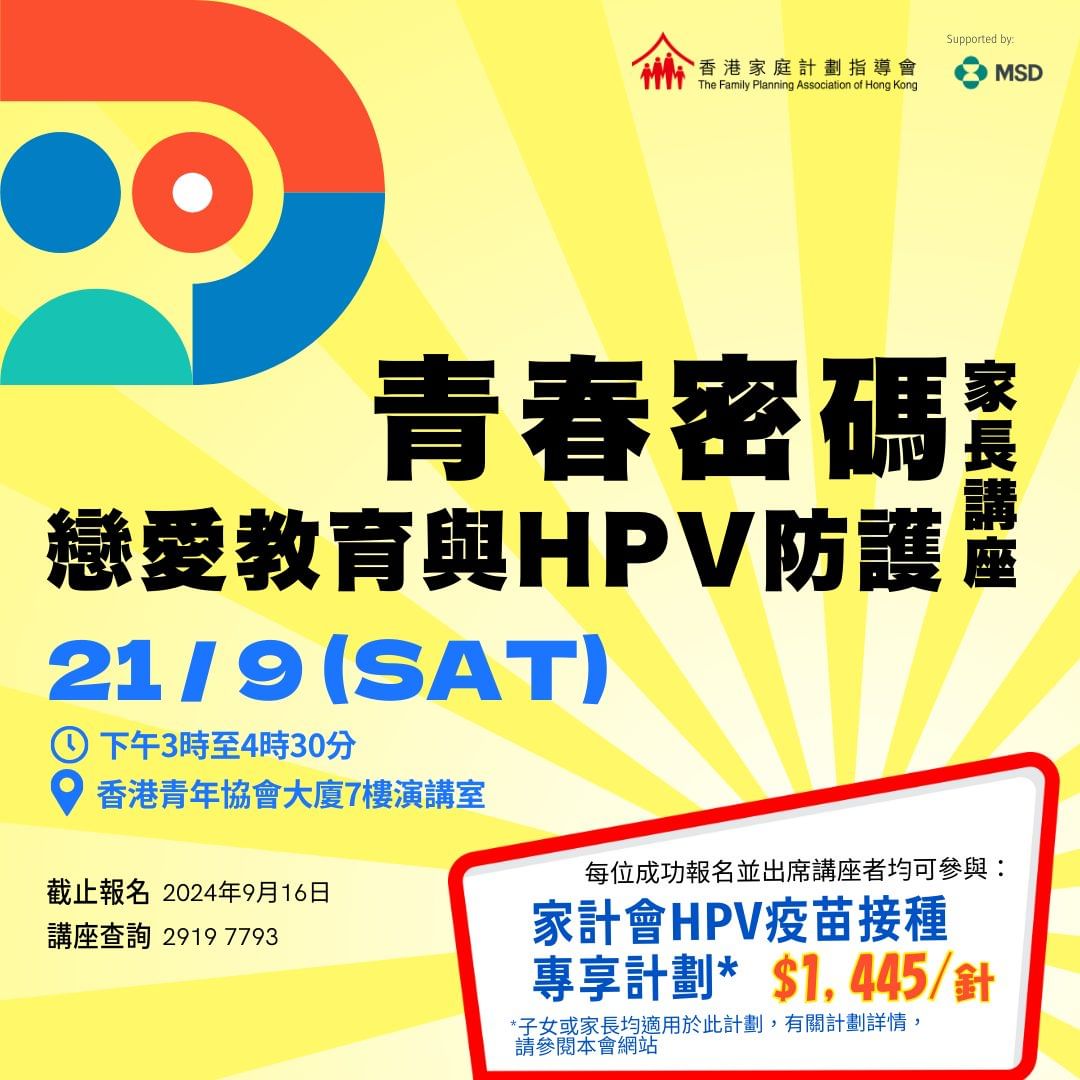 香港家庭計劃指導會
The Family Planning Association of Hong Kong
Supported by:
MSD
青春密碼
戀愛教育與HPV防護
家長講座
21/9(SAT)
下午3時至4時30分
香港青年協會大廈7樓演講室
截止報名 2024年9月16日
講座查詢 2919 7793
每位成功報名並出席講座者均可參與：
家計會HPV疫苗接種
專享計劃* $1,445/針
*子女或家長均適用於此計劃，有關計劃詳情，
請參閱本會網站